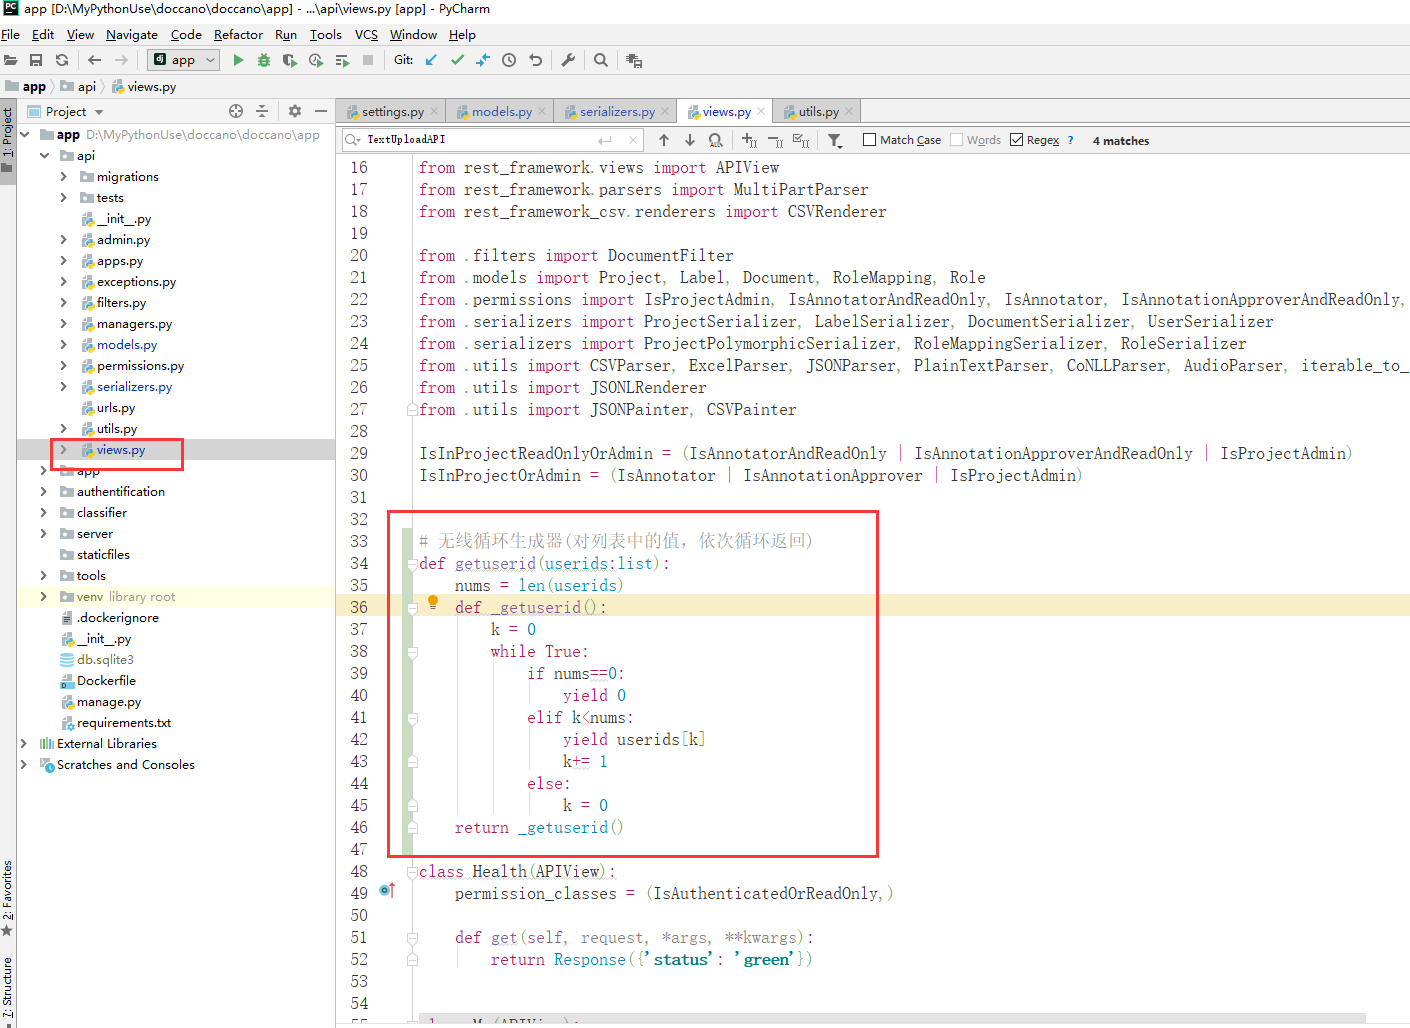 app [D:\MyPythonUse\doccano\doccano\app] - ...\api\views.py [app] - PyCharm
File Edit View Navigate Code Refactor Run Tools VCS Window Help
app Git:
app api views.py
Project settings.py models.py serializers.py views.py utils.py
1: Project
2: Favorites
7: Structure
app D:\MyPythonUse\doccano\doccano\app
api
migrations
tests
__init__.py
admin.py
apps.py
exceptions.py
filters.py
managers.py
models.py
permissions.py
serializers.py
urls.py
utils.py
views.py
app
authentification
classifier
server
staticfiles
tools
venv library root
.dockerignore
__init__.py
db.sqlite3
Dockerfile
manage.py
requirements.txt
External Libraries
Scratches and Consoles
TextUploadAPI Match Case Words Regex ? 4 matches
16 from rest_framework.views import APIView
17 from rest_framework.parsers import MultiPartParser
18 from rest_framework_csv.renderers import CSVRenderer
19
20 from .filters import DocumentFilter
21 from .models import Project, Label, Document, RoleMapping, Role
22 from .permissions import IsProjectAdmin, IsAnnotatorAndReadOnly, IsAnnotator, IsAnnotationApproverAndReadOnly,
23 from .serializers import ProjectSerializer, LabelSerializer, DocumentSerializer, UserSerializer
24 from .serializers import ProjectPolymorphicSerializer, RoleMappingSerializer, RoleSerializer
25 from .utils import CSVParser, ExcelParser, JSONParser, PlainTextParser, CoNLLParser, AudioParser, iterable_to_
26 from .utils import JSONLRenderer
27 from .utils import JSONPainter, CSVPainter
28
29 IsInProjectReadOnlyOrAdmin = (IsAnnotatorAndReadOnly | IsAnnotationApproverAndReadOnly | IsProjectAdmin)
30 IsInProjectOrAdmin = (IsAnnotator | IsAnnotationApprover | IsProjectAdmin)
31
32
33 # 无线循环生成器(对列表中的值，依次循环返回)
34 def getuserid(userids:list):
35 nums = len(userids)
36 def _getuserid():
37 k = 0
38 while True:
39 if nums==0:
40 yield 0
41 elif k<nums:
42 yield userids[k]
43 k+= 1
44 else:
45 k = 0
46 return _getuserid()
47
48 class Health(APIView):
49 permission_classes = (IsAuthenticatedOrReadOnly,)
50
51 def get(self, request, *args, **kwargs):
52 return Response({'status': 'green'})
53
54